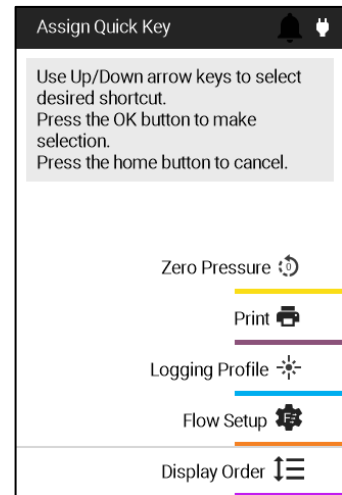 Assign Quick Key
Use Up/Down arrow keys to select
desired shortcut.
Press the OK button to make
selection.
Press the home button to cancel.
Zero Pressure
Print
Logging Profile
Flow Setup
Display Order